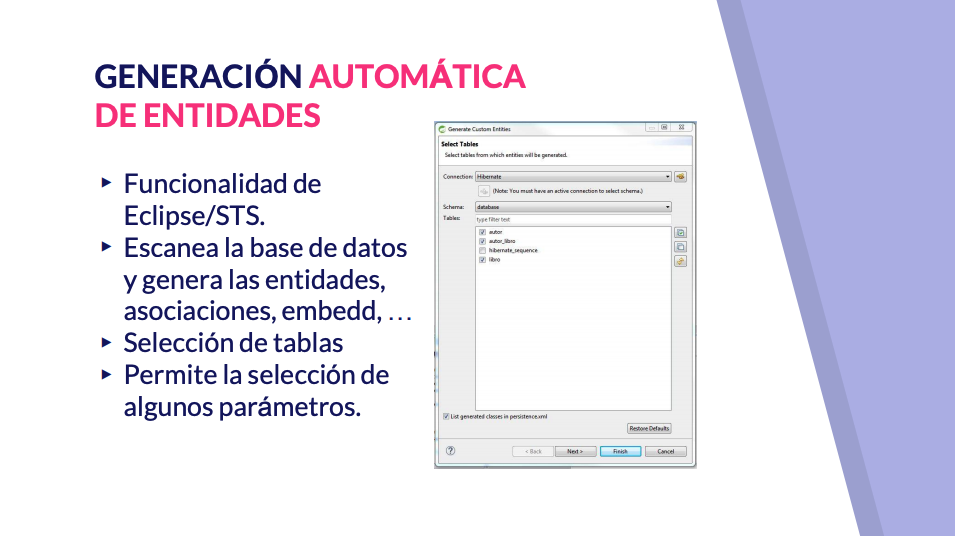 GENERACIÓN AUTOMÁTICA
DE ENTIDADES
▸ Funcionalidad de
Eclipse/STS.
▸ Escanea la base de datos
y genera las entidades,
asociaciones, embedd, …
▸ Selección de tablas
▸ Permite la selección de
algunos parámetros.
Generate Custom Entities
Select Tables
Select tables from which entities will be generated.
Connection: Hibernate
(Note: You must have an active connection to select schema.)
Schema: database
Tables: type filter text
autor
autor_libro
hibernate_sequence
libro
List generated classes in persistence.xml
Restore Defaults
? < Back Next > Finish Cancel